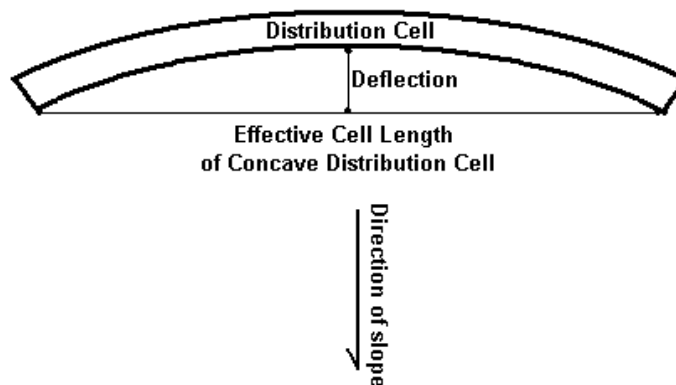 Distribution Cell
Deflection
Effective Cell Length
of Concave Distribution Cell
Direction of slope